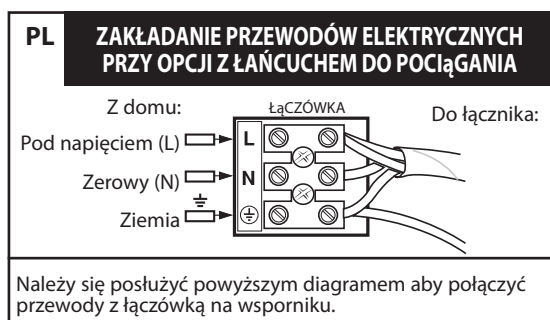 PL
ZAKŁADANIE PRZEWODÓW ELEKTRYCZNYCH
PRZY OPCJI Z ŁAŃCUCHEM DO POCIąGANIA
Z domu:
ŁąCZÓWKA
Do łącznika:
Pod napięciem (L)
L
Zerowy (N)
N
Ziemia
Należy się posłużyć powyższym diagramem aby połączyć
przewody z łączówką na wsporniku.